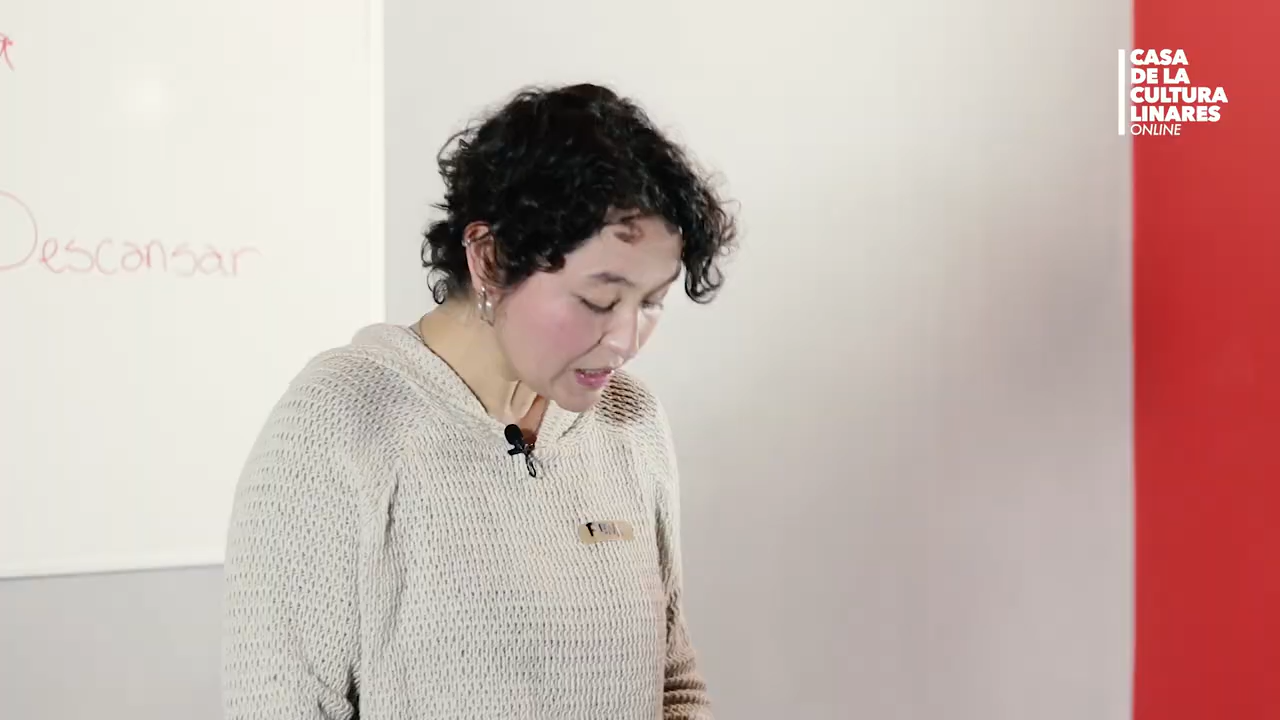 CASA
DE LA
CULTURA
LINARES
ONLINE
Descansar